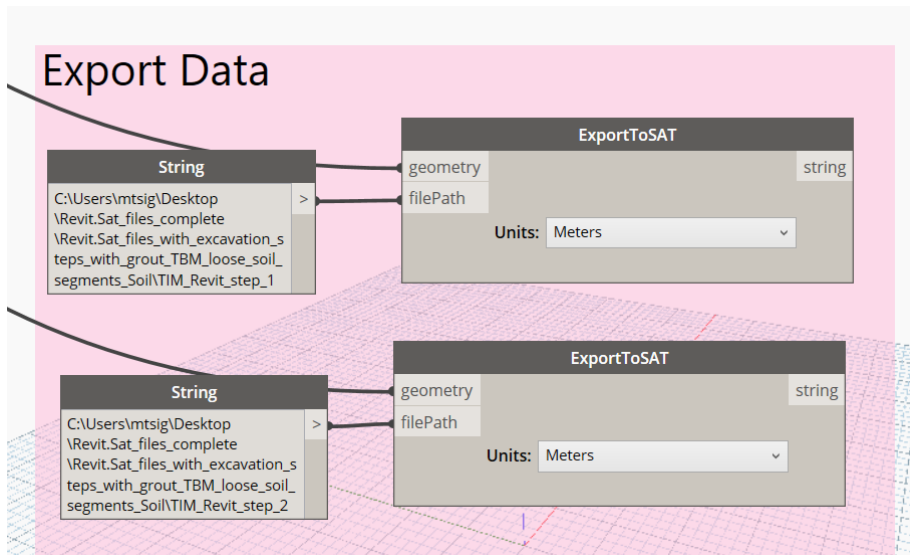 Export Data
ExportToSAT
String
geometry
string
C:\Users\mtsig\Desktop
>
filePath
\Revit.Sat_files_complete
\Revit.Sat_files_with_excavation_s
Units: Meters
teps_with_grout_TBM_loose_soil_
segments_Soil\TIM_Revit_step_1
ExportToSAT
String
geometry
string
C:\Users\mtsig\Desktop
>
filePath
\Revit.Sat_files_complete
\Revit.Sat_files_with_excavation_s
Units: Meters
teps_with_grout_TBM_loose_soil_
segments_Soil\TIM_Revit_step_2